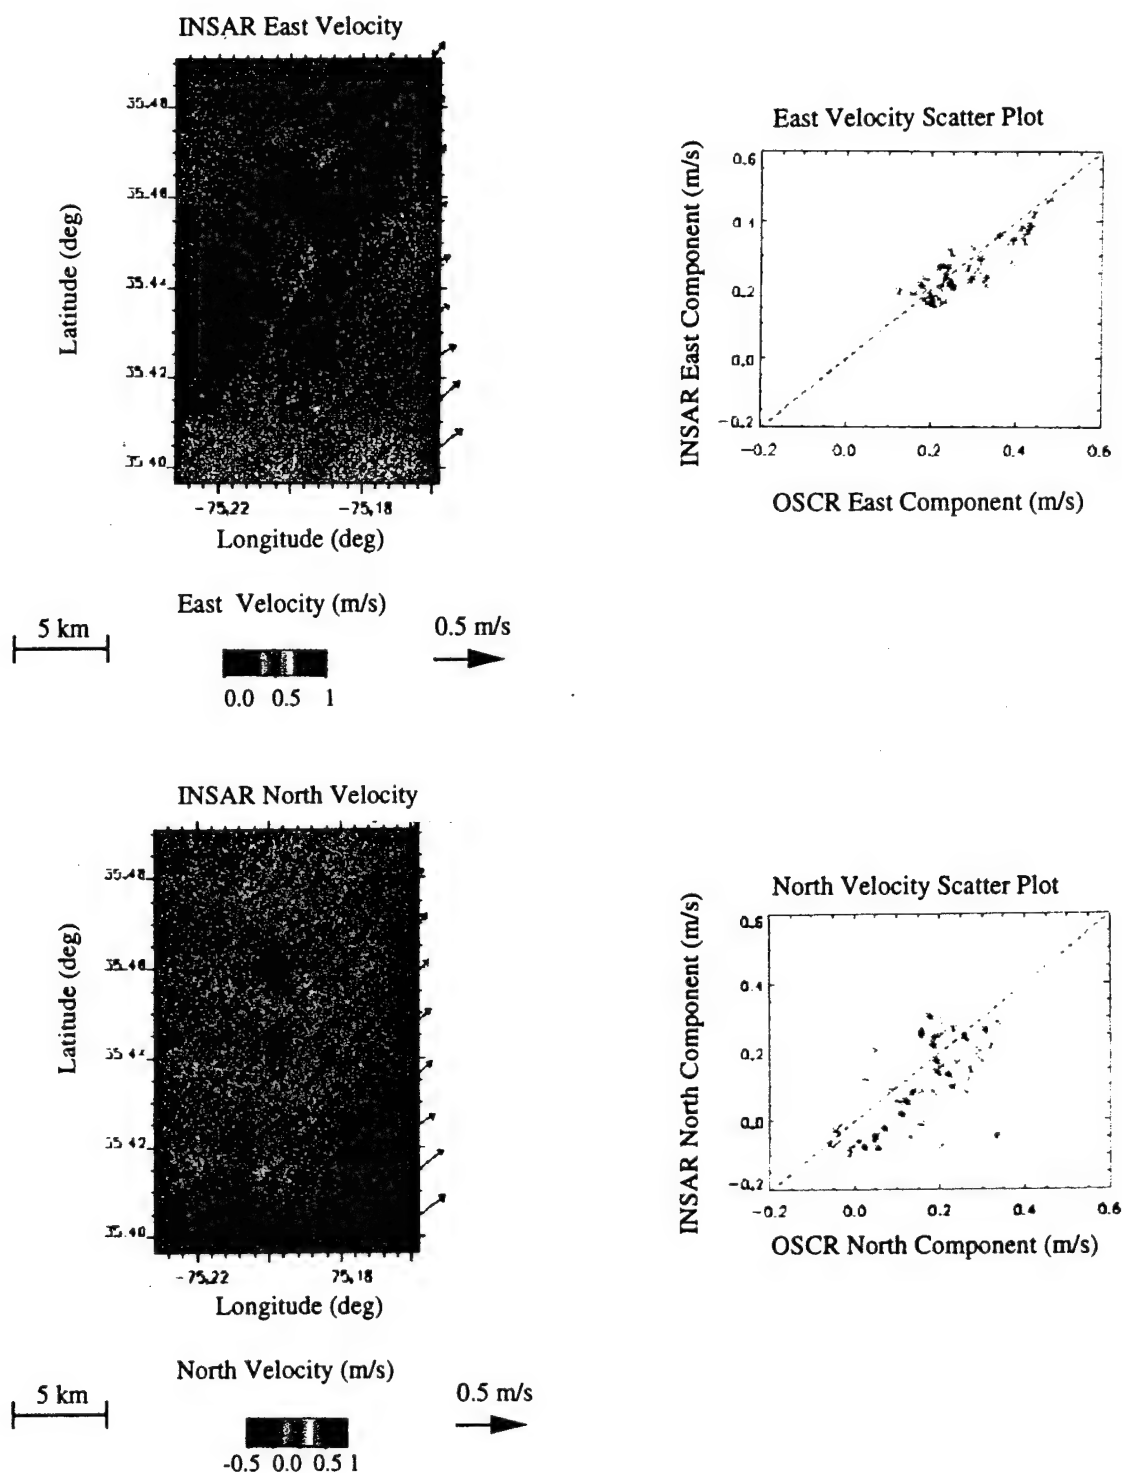 INSAR East Velocity
35.48
35.46
35.44
35.42
35 40
Latitude (deg)
-75.22 -75.18
Longitude (deg)
East Velocity (m/s)
5 km
0.5 m/s
0.0 0.5 1
East Velocity Scatter Plot
INSAR East Component (m/s)
0.6
0.4
0.2
0.0
-0.2
-0.2 0.0 0.2 0.4 0.6
OSCR East Component (m/s)
INSAR North Velocity
35.48
35.46
35.44
35.42
35.40
Latitude (deg)
-75.22 75.18
Longitude (deg)
North Velocity (m/s)
5 km
0.5 m/s
-0.5 0.0 0.5 1
North Velocity Scatter Plot
INSAR North Component (m/s)
0.6
0.4
0.2
0.0
-0.2
-0.2 0.0 0.2 0.4 0.6
OSCR North Component (m/s)